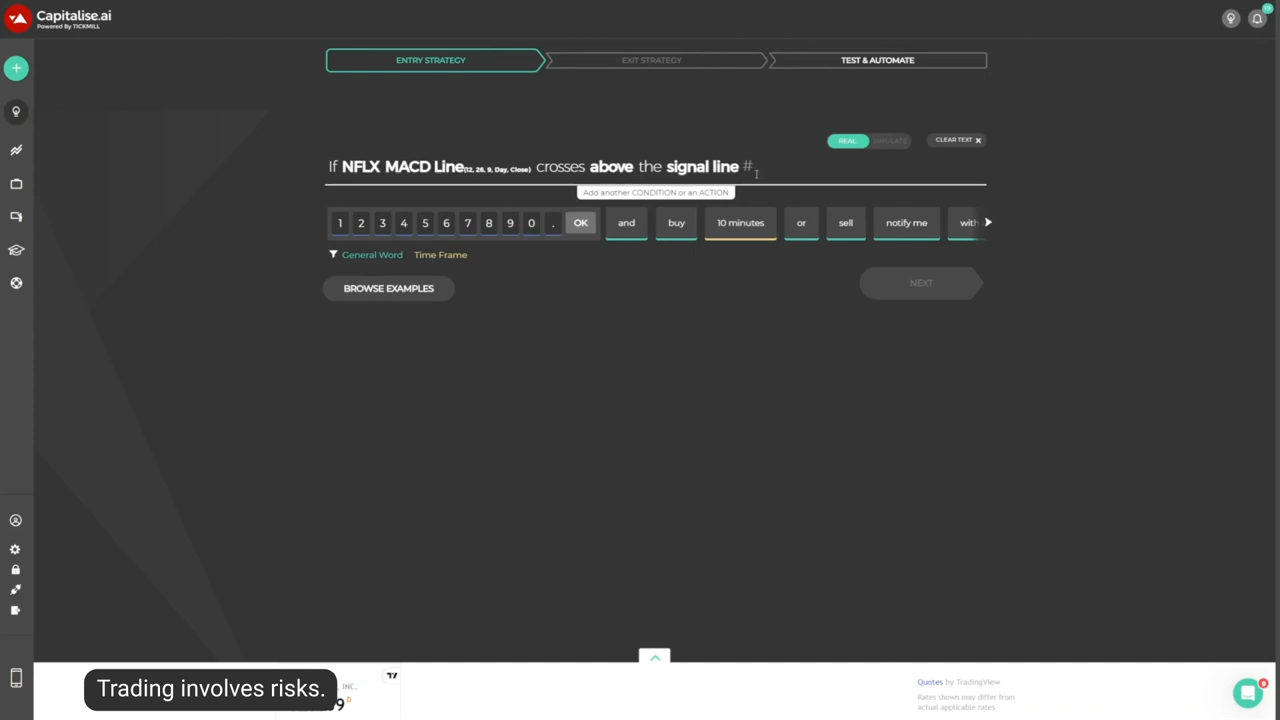 Capitalise.ai
Powered By TICKMILL
ENTRY STRATEGY
EXIT STRATEGY
TEST & AUTOMATE
REAL
SIMULATE
CLEAR TEXT X
If NFLX MACD Line(12, 26, 9, Day, Close) crosses above the signal line #.
Add another CONDITION or an ACTION
1 2 3 4 5 6 7 8 9 0 . OK and buy 10 minutes or sell notify me with
General Word Time Frame
BROWSE EXAMPLES
NEXT
Trading involves risks.
INC.
9 D
Quotes by TradingView
Rates shown may differ from
actual applicable rates